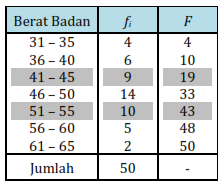 Berat Badan fᵢ F
31 – 35 4 4
36 – 40 6 10
41 – 45 9 19
46 – 50 14 33
51 – 55 10 43
56 – 60 5 48
61 – 65 2 50
Jumlah 50 -